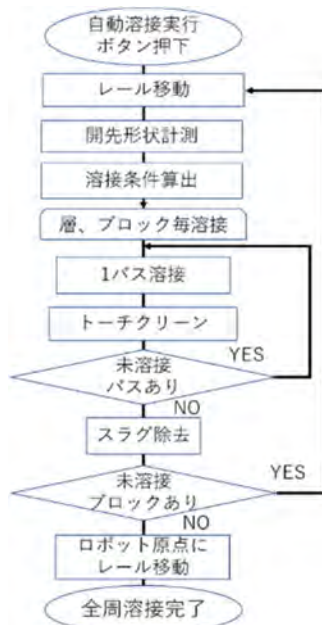 自動溶接実行
ボタン押下
レール移動
開先形状計測
溶接条件算出
層、ブロック毎溶接
1パス溶接
トーチクリーン
未溶接
パスあり
YES
NO
スラグ除去
未溶接
ブロックあり
YES
NO
ロボット原点に
レール移動
全周溶接完了